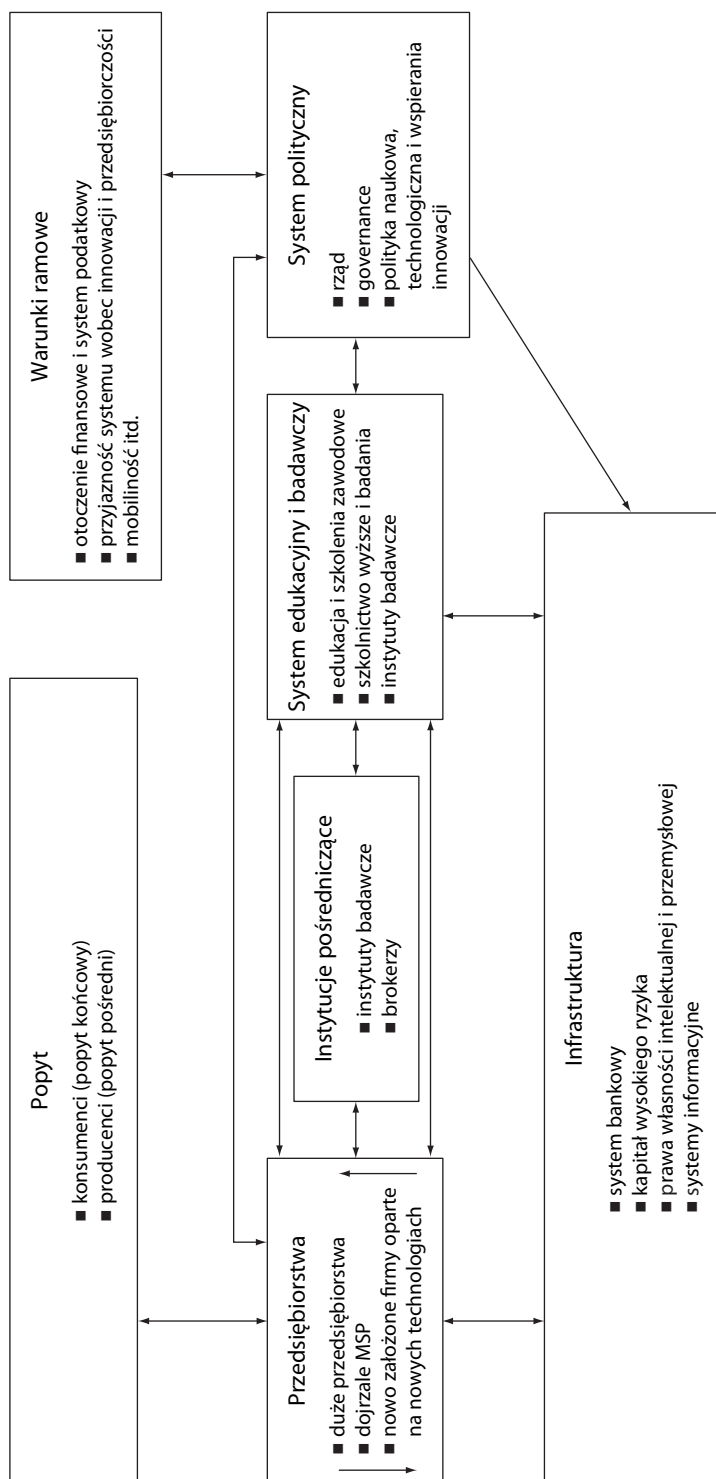 Popyt
■ konsumenci (popyt końcowy)
■ producenci (popyt pośredni)
Warunki ramowe
■ otoczenie finansowe i system podatkowy
■ przyjazność systemu wobec innowacji i przedsiębiorczości
■ mobilność itd.
Przedsiębiorstwa
■ duże przedsiębiorstwa
■ dojrzale MSP
■ nowo założone firmy oparte
na nowych technologiach
Instytucje pośredniczące
■ instytuty badawcze
■ brokerzy
System edukacyjny i badawczy
■ edukacja i szkolenia zawodowe
■ szkolnictwo wyższe i badania
■ instytuty badawcze
System polityczny
■ rząd
■ governance
■ polityka naukowa,
technologiczna i wspierania
innowacji
Infrastruktura
■ system bankowy
■ kapitał wysokiego ryzyka
■ prawa własności intelektualnej i przemysłowej
■ systemy informacyjne